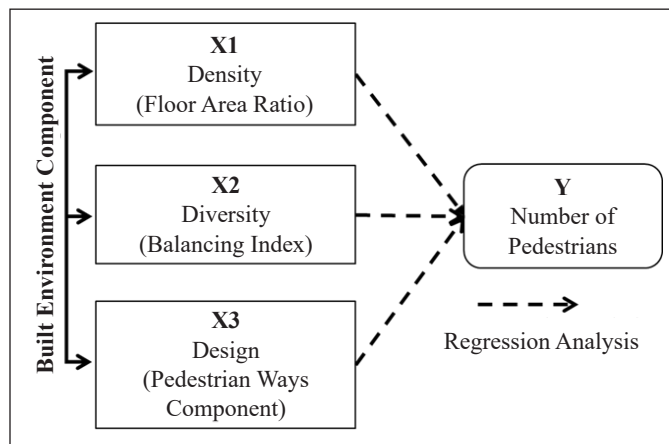 Built Environment Component
X1
Density
(Floor Area Ratio)
X2
Diversity
(Balancing Index)
X3
Design
(Pedestrian Ways
Component)
Y
Number of
Pedestrians
Regression Analysis